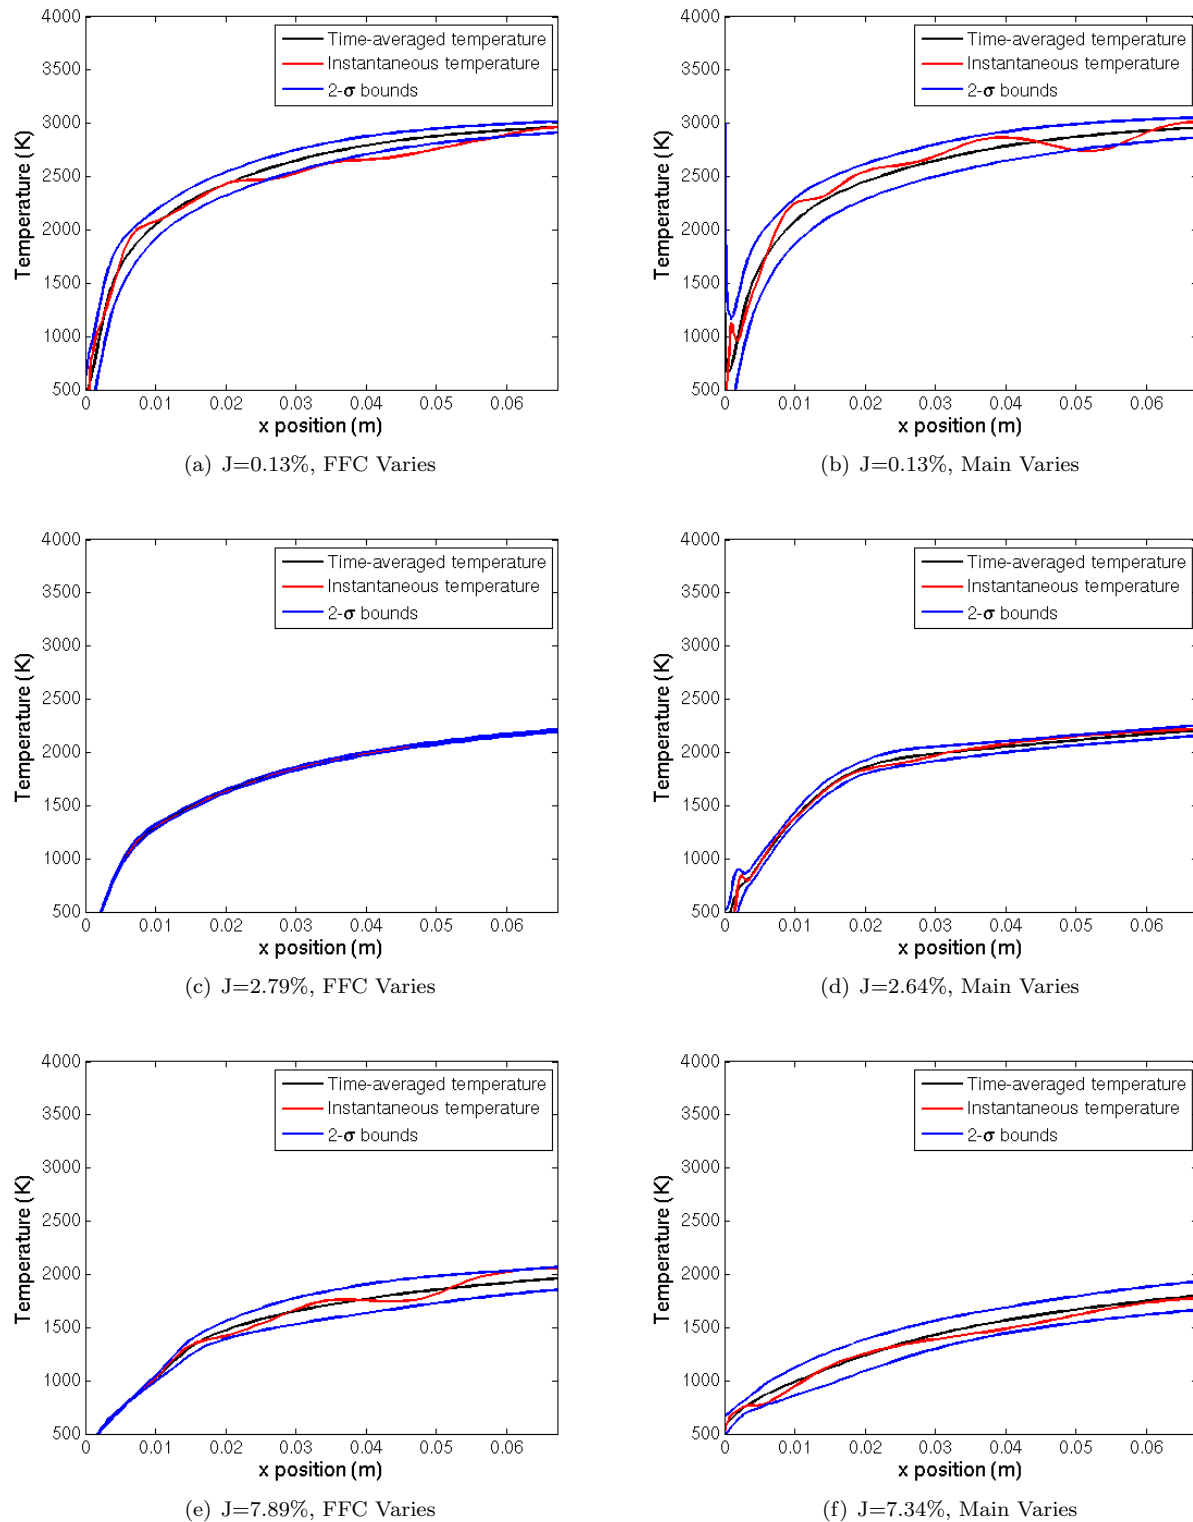 4000
3500
3000
2500
2000
1500
1000
500
Temperature (K)
Time-averaged temperature
Instantaneous temperature
2-σ bounds
0 0.01 0.02 0.03 0.04 0.05 0.06
x position (m)
(a) J=0.13%, FFC Varies
4000
3500
3000
2500
2000
1500
1000
500
Temperature (K)
Time-averaged temperature
Instantaneous temperature
2-σ bounds
0 0.01 0.02 0.03 0.04 0.05 0.06
x position (m)
(b) J=0.13%, Main Varies
4000
3500
3000
2500
2000
1500
1000
500
Temperature (K)
Time-averaged temperature
Instantaneous temperature
2-σ bounds
0 0.01 0.02 0.03 0.04 0.05 0.06
x position (m)
(c) J=2.79%, FFC Varies
4000
3500
3000
2500
2000
1500
1000
500
Temperature (K)
Time-averaged temperature
Instantaneous temperature
2-σ bounds
0 0.01 0.02 0.03 0.04 0.05 0.06
x position (m)
(d) J=2.64%, Main Varies
4000
3500
3000
2500
2000
1500
1000
500
Temperature (K)
Time-averaged temperature
Instantaneous temperature
2-σ bounds
0 0.01 0.02 0.03 0.04 0.05 0.06
x position (m)
(e) J=7.89%, FFC Varies
4000
3500
3000
2500
2000
1500
1000
500
Temperature (K)
Time-averaged temperature
Instantaneous temperature
2-σ bounds
0 0.01 0.02 0.03 0.04 0.05 0.06
x position (m)
(f) J=7.34%, Main Varies